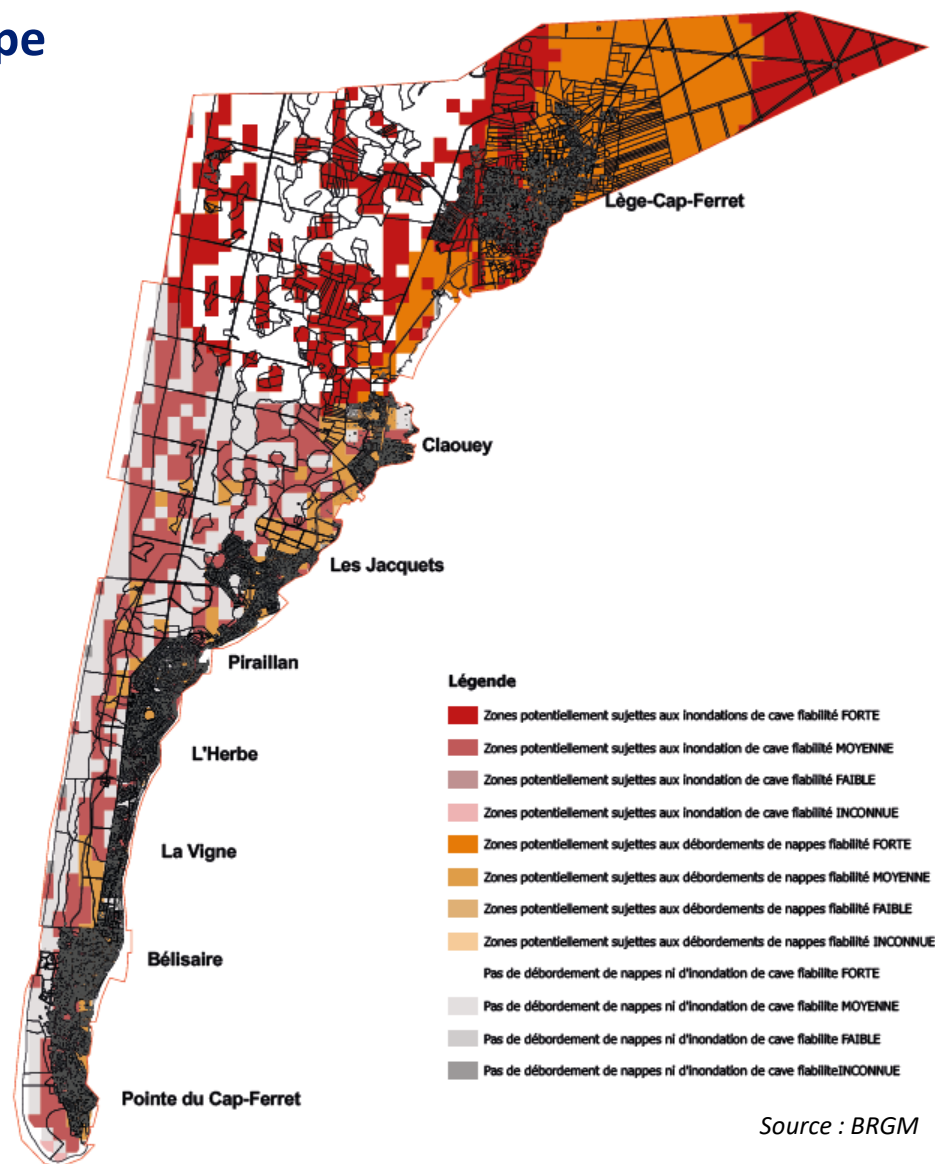 pe
Lège-Cap-Ferret
Claouey
Les Jacquets
Piraillan
L'Herbe
La Vigne
Bélisaire
Pointe du Cap-Ferret
Légende
Zones potentiellement sujettes aux inondations de cave fiabilité FORTE
Zones potentiellement sujettes aux inondation de cave fiabilité MOYENNE
Zones potentiellement sujettes aux inondation de cave fiabilité FAIBLE
Zones potentiellement sujettes aux inondation de cave fiabilité INCONNUE
Zones potentiellement sujettes aux débordements de nappes fiabilité FORTE
Zones potentiellement sujettes aux débordements de nappes fiabilité MOYENNE
Zones potentiellement sujettes aux débordements de nappes fiabilité FAIBLE
Zones potentiellement sujettes aux débordements de nappes fiabilité INCONNUE
Pas de débordement de nappes ni d'inondation de cave fiabilite FORTE
Pas de débordement de nappes ni d'inondation de cave fiabilite MOYENNE
Pas de débordement de nappes ni d'inondation de cave fiabilite FAIBLE
Pas de débordement de nappes ni d'inondation de cave fiabiliteINCONNUE
Source : BRGM